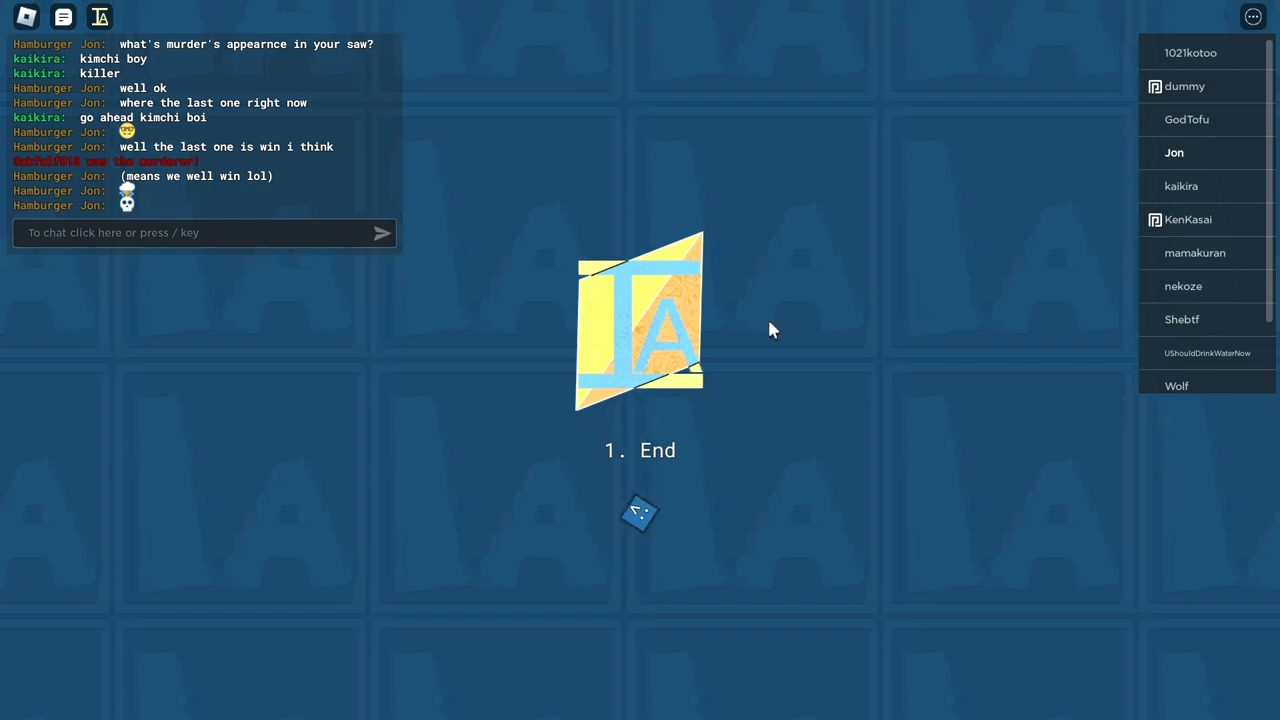 IA
Hamburger Jon: what's murder's appearnce in your saw?
kaikira: kimchi boy
kaikira: killer
Hamburger Jon: well ok
Hamburger Jon: where the last one right now
kaikira: go ahead kimchi boi
Hamburger Jon:
Hamburger Jon: well the last one is win i think
was the murderer!
Hamburger Jon: (means we well win lol)
Hamburger Jon:
Hamburger Jon:
To chat click here or press / key
1021kotoo
dummy
GodTofu
Jon
kaikira
KenKasai
mamakuran
nekoze
Shebtf
UShouldDrinkWaterNow
Wolf
IA
1. End